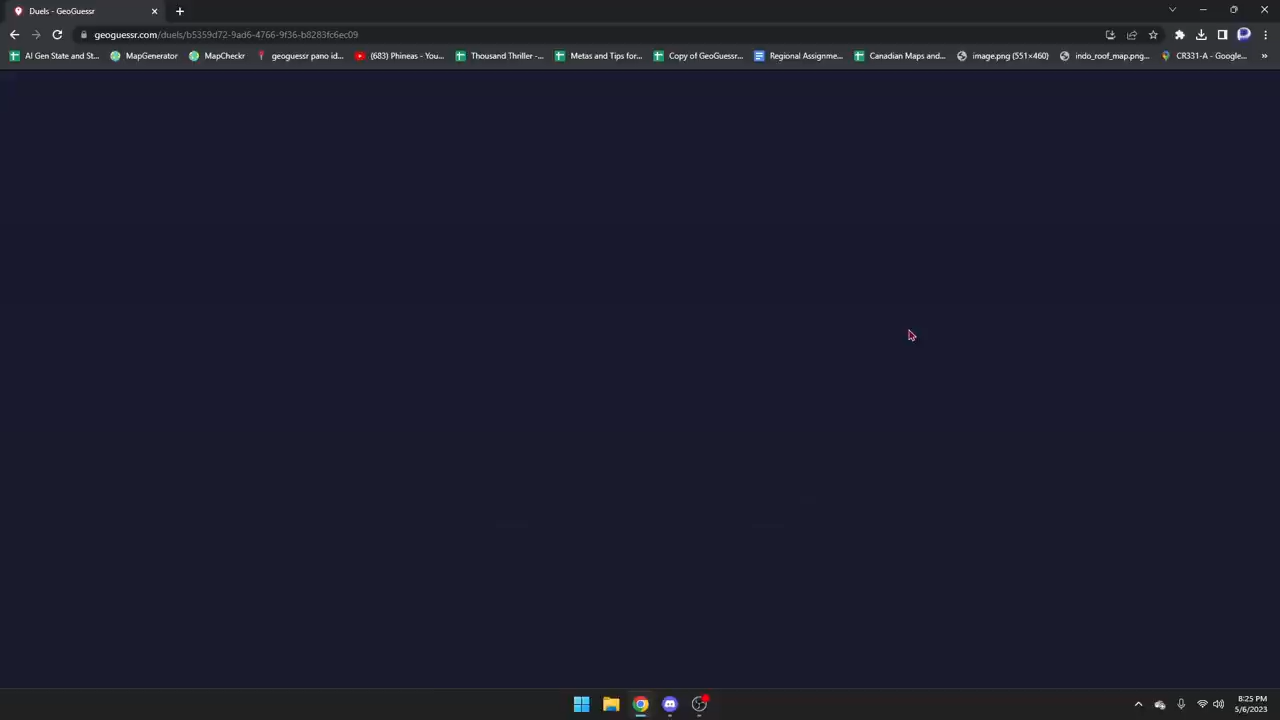 Duels - GeoGuessr
geoguessr.com/duels/b5359d72-9ad6-4766-9f36-b8283fc6ec09
AI Gen State and St... MapGenerator MapCheckr geoguessr pano id... (683) Phineas - You... Thousand Thriller -... Metas and Tips for... Copy of GeoGuessr... Regional Assignme... Canadian Maps and... image.png (551×460) indo_roof_map.png... CR331-A - Google... »
8:25 PM
5/6/2023